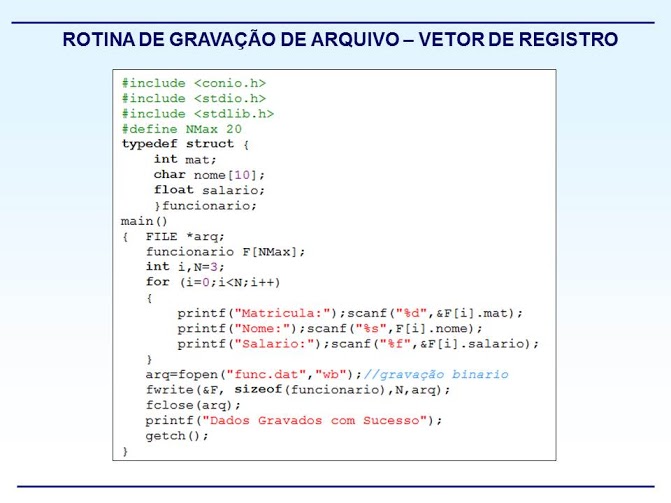 ROTINA DE GRAVAÇÃO DE ARQUIVO – VETOR DE REGISTRO
#include <conio.h>
#include <stdio.h>
#include <stdlib.h>
#define NMax 20
typedef struct {
    int mat;
    char nome[10];
    float salario;
    }funcionario;
main()
{  FILE *arq;
   funcionario F[NMax];
   int i,N=3;
   for (i=0;i<N;i++)
   {
       printf("Matricula:");scanf("%d",&F[i].mat);
       printf("Nome:");scanf("%s",F[i].nome);
       printf("Salario:");scanf("%f",&F[i].salario);
   }
   arq=fopen("func.dat","wb");//gravação binario
   fwrite(&F, sizeof(funcionario),N,arq);
   fclose(arq);
   printf("Dados Gravados com Sucesso");
   getch();
}